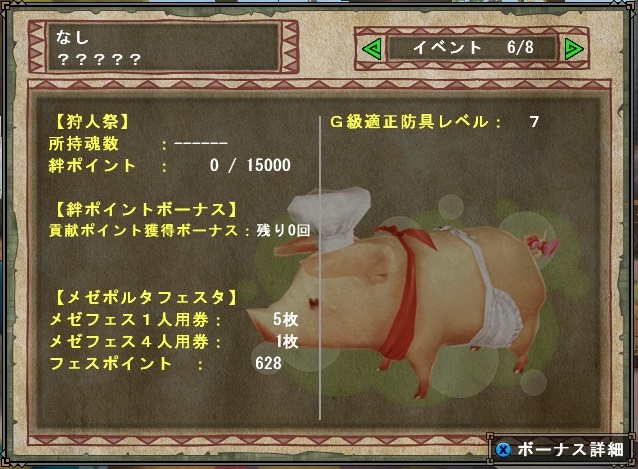 なし
？？？？？
イベント 6/8
【狩人祭】
所持魂数 ：------
絆ポイント ： 0 / 15000
【絆ポイントボーナス】
貢献ポイント獲得ボーナス：残り0回
【メゼポルタフェスタ】
メゼフェス１人用券： 5枚
メゼフェス４人用券： 1枚
フェスポイント ： 628
Ｇ級適正防具レベル： 7
X ボーナス詳細